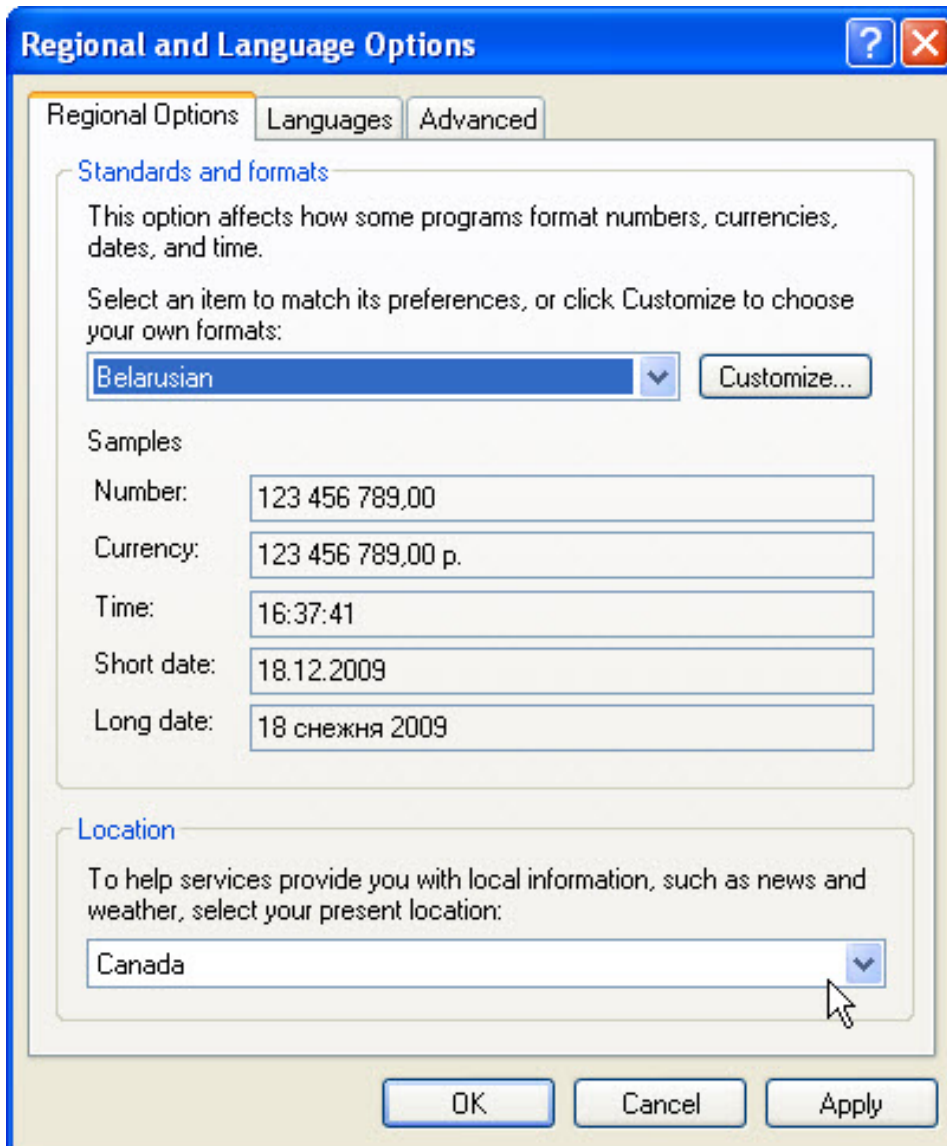 Regional and Language Options
Regional Options
Languages
Advanced
Standards and formats
This option affects how some programs format numbers, currencies,
dates, and time.
Select an item to match its preferences, or click Customize to choose
your own formats:
Belarusian
Customize...
Samples
Number:
123 456 789,00
Currency:
123 456 789,00 р.
Time:
16:37:41
Short date:
18.12.2009
Long date:
18 снежня 2009
Location
To help services provide you with local information, such as news and
weather, select your present location:
Canada
OK
Cancel
Apply